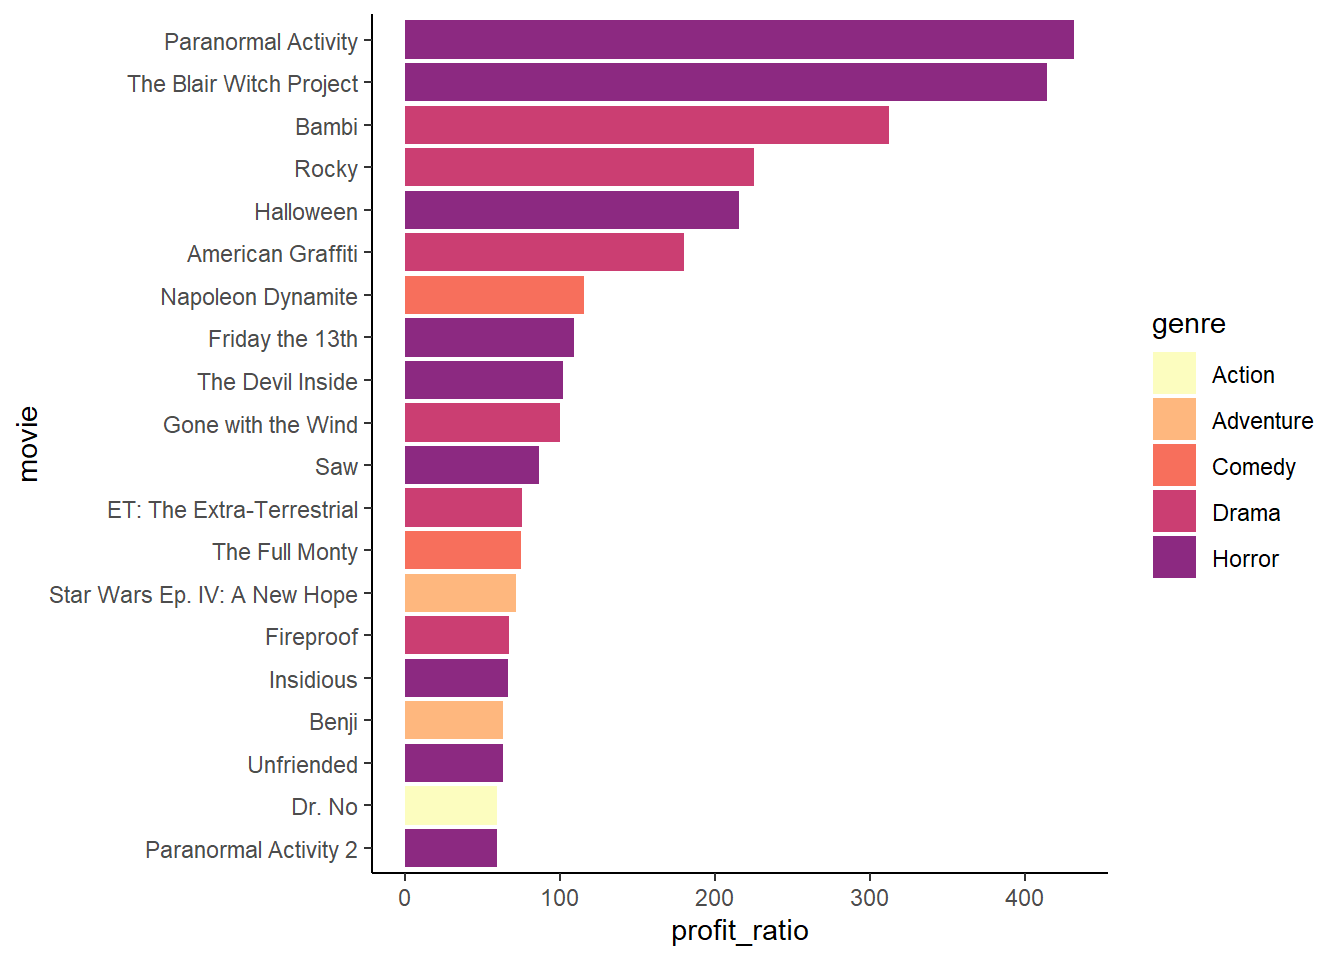 Paranormal Activity
The Blair Witch Project
Bambi
Rocky
Halloween
American Graffiti
Napoleon Dynamite
Friday the 13th
The Devil Inside
Gone with the Wind
Saw
ET: The Extra-Terrestrial
The Full Monty
Star Wars Ep. IV: A New Hope
Fireproof
Insidious
Benji
Unfriended
Dr. No
Paranormal Activity 2
movie
0 100 200 300 400
profit_ratio
genre
Action
Adventure
Comedy
Drama
Horror